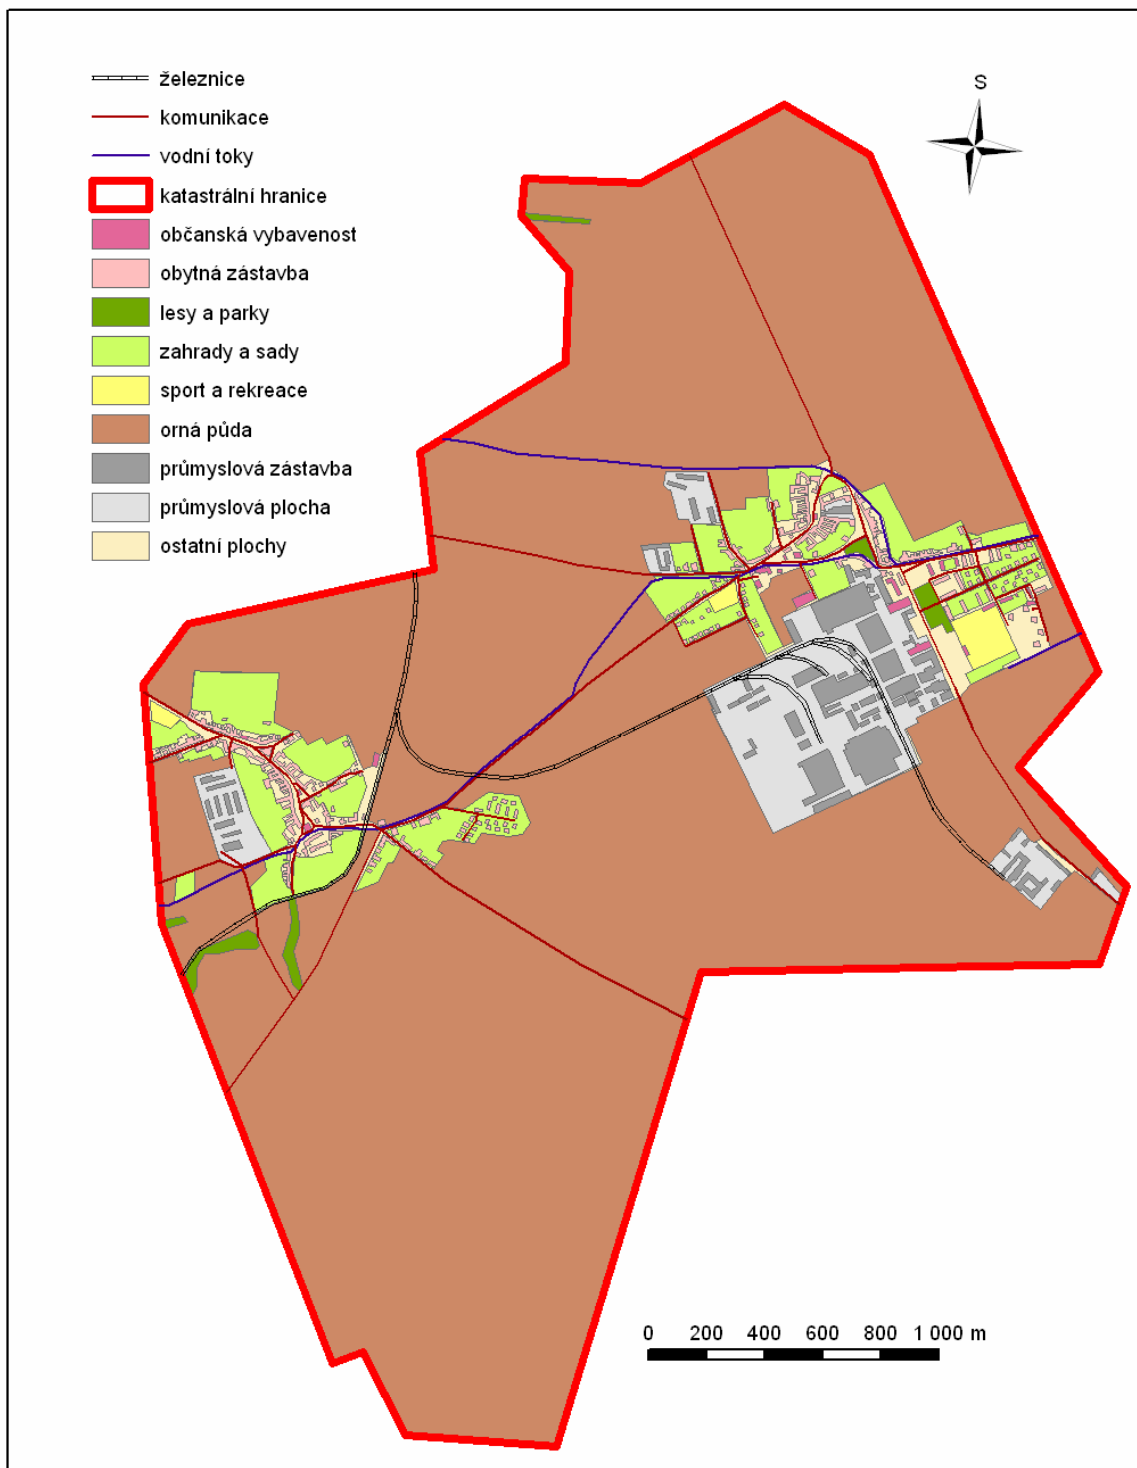 železnice
komunikace
vodní toky
katastrální hranice
občanská vybavenost
obytná zástavba
lesy a parky
zahrady a sady
sport a rekreace
orná půda
průmyslová zástavba
průmyslová plocha
ostatní plochy
S
0 200 400 600 800 1 000 m